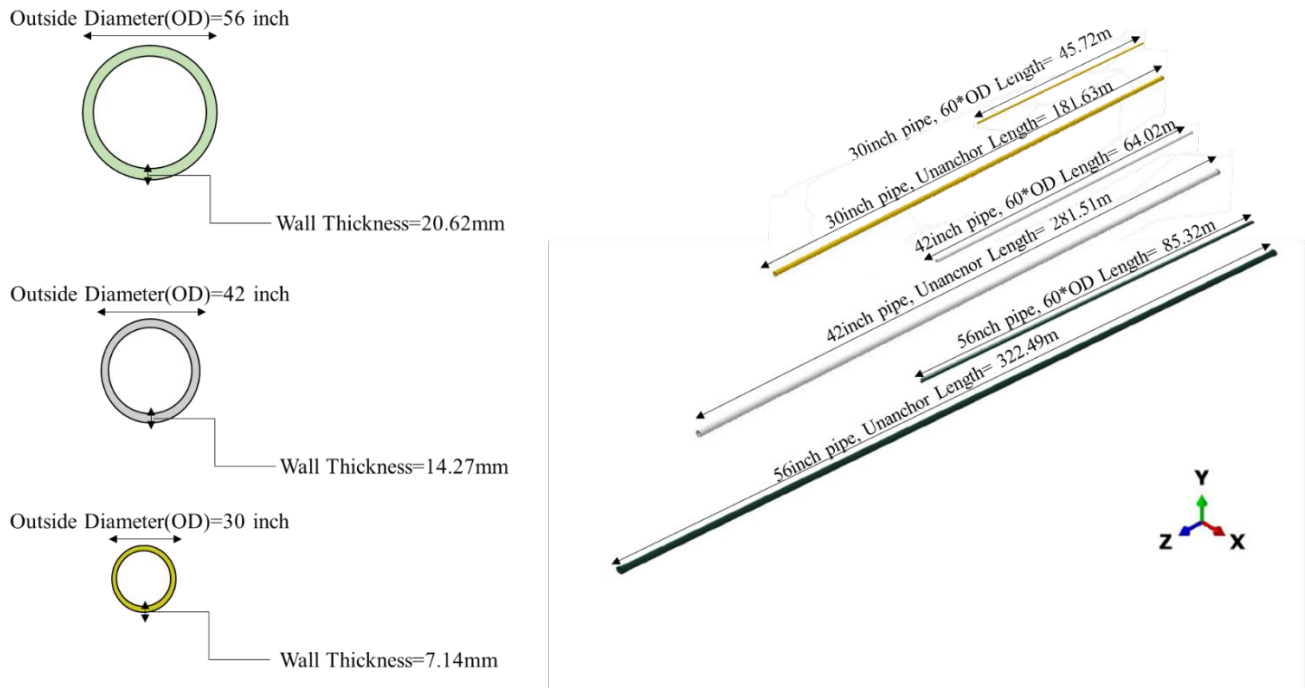 Outside Diameter(OD)=56 inch
Wall Thickness=20.62mm
Outside Diameter(OD)=42 inch
Wall Thickness=14.27mm
Outside Diameter(OD)=30 inch
Wall Thickness=7.14mm
30inch pipe, 60*OD Length= 45.72m
30inch pipe, Unanchor Length= 181.63m
42inch pipe, 60*OD Length= 64.02m
42inch pipe, Unancnor Length= 281.51m
56nch pipe, 60*OD Length= 85.32m
56inch pipe, Unanchor Length= 322.49m
Y
Z
X